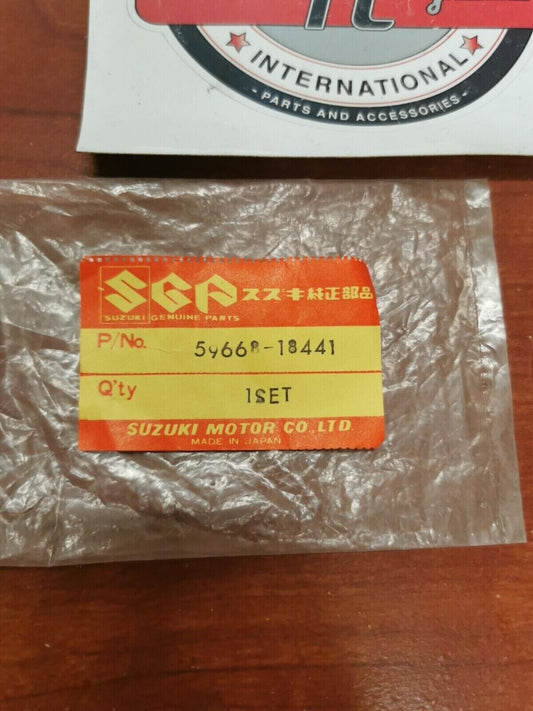 INTERNATIONAL
- PARTS AND ACCESSORIES -
SGP スズキ純正部品
SUZUKI GENUINE PARTS
P/No. 59668-18441
Q'ty 1SET
SUZUKI MOTOR CO.,LTD.
MADE IN JAPAN